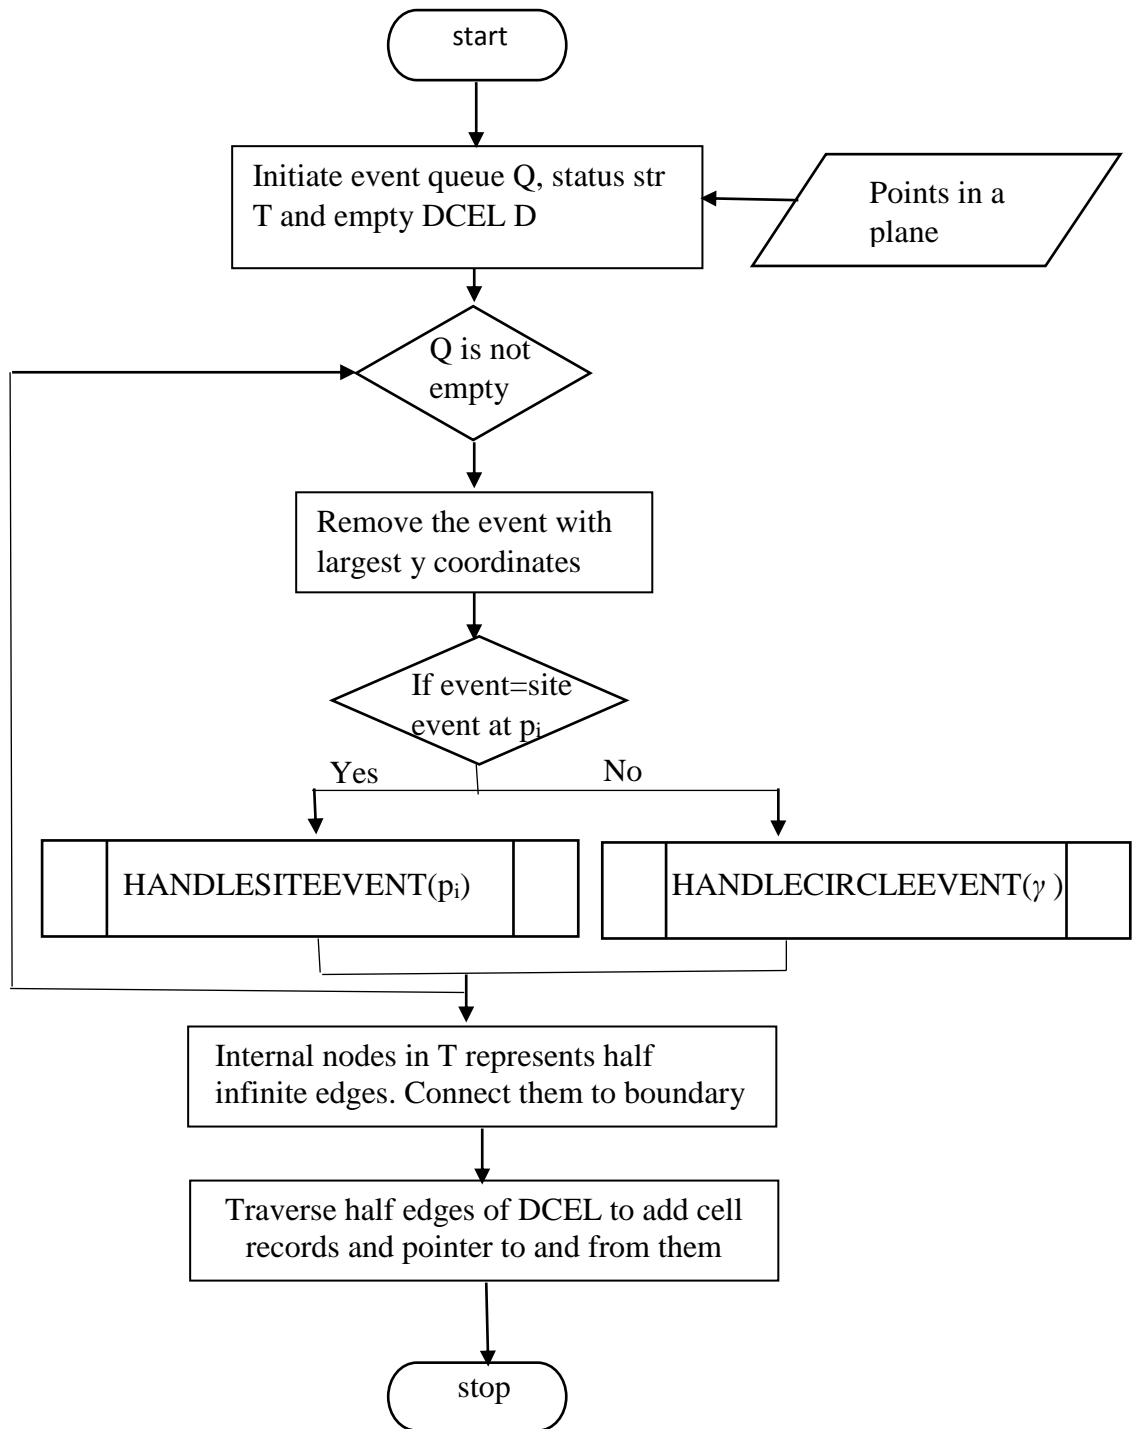 start
Initiate event queue Q, status str
T and empty DCEL D
Points in a
plane
Q is not
empty
Remove the event with
largest y coordinates
If event=site
event at pᵢ
Yes
No
HANDLESITEEVENT(pᵢ)
HANDLECIRCLEEVENT(γ )
Internal nodes in T represents half
infinite edges. Connect them to boundary
Traverse half edges of DCEL to add cell
records and pointer to and from them
stop